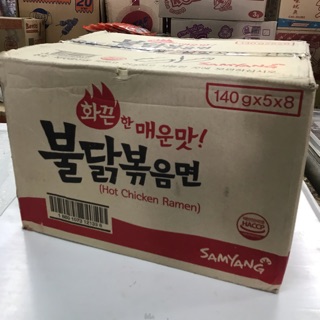 140g x 5 x 8
화끈한 매운맛!
불닭볶음면
(Hot Chicken Ramen)
HACCP
SAMYANG
20